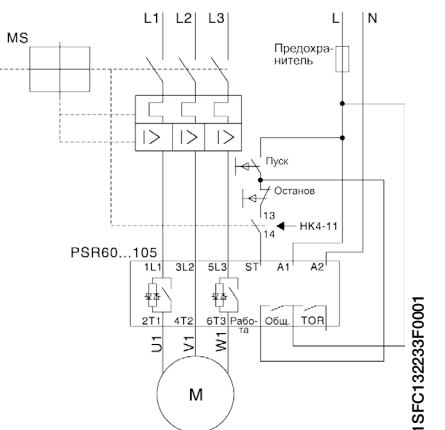 L1 L2 L3 L N
MS
Предохра-
нитель
I> I> I>
Пуск
Останов
13
14
HK4-11
PSR60...105
1L1 3L2 5L3 ST A1 A2
2T1 4T2 6T3 Рабо-
та
Общ. TOR
U1 V1 W1
M
1SFC132233F0001